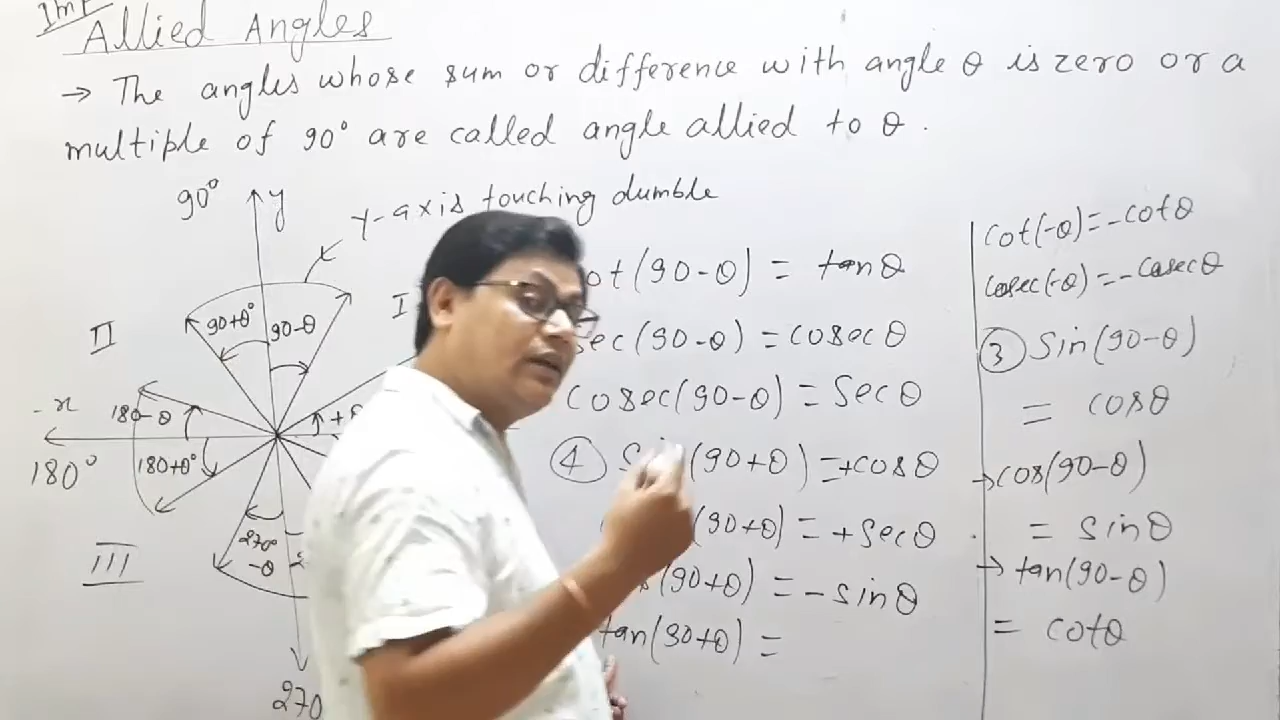 Imp
Allied Angles
→ The angles whose sum or difference with angle θ is zero or a
multiple of 90° are called angle allied to θ.
90°
y
y-axis touching dumble
II
I
90+θ°
90-θ
-x
180-θ
180°
180+θ°
III
270°
-θ
270
(90-θ) = tanθ
sec(90-θ) = cosecθ
cosec(90-θ) = Secθ
④ (90+θ) = +cosθ
(90+θ) = +secθ
(90+θ) = -sinθ
tan(90+θ) =
cot(-θ) = -cotθ
cosec(-θ) = -cosecθ
③ Sin(90-θ)
= cosθ
→ cos(90-θ)
= sinθ
→ tan(90-θ)
= cotθ